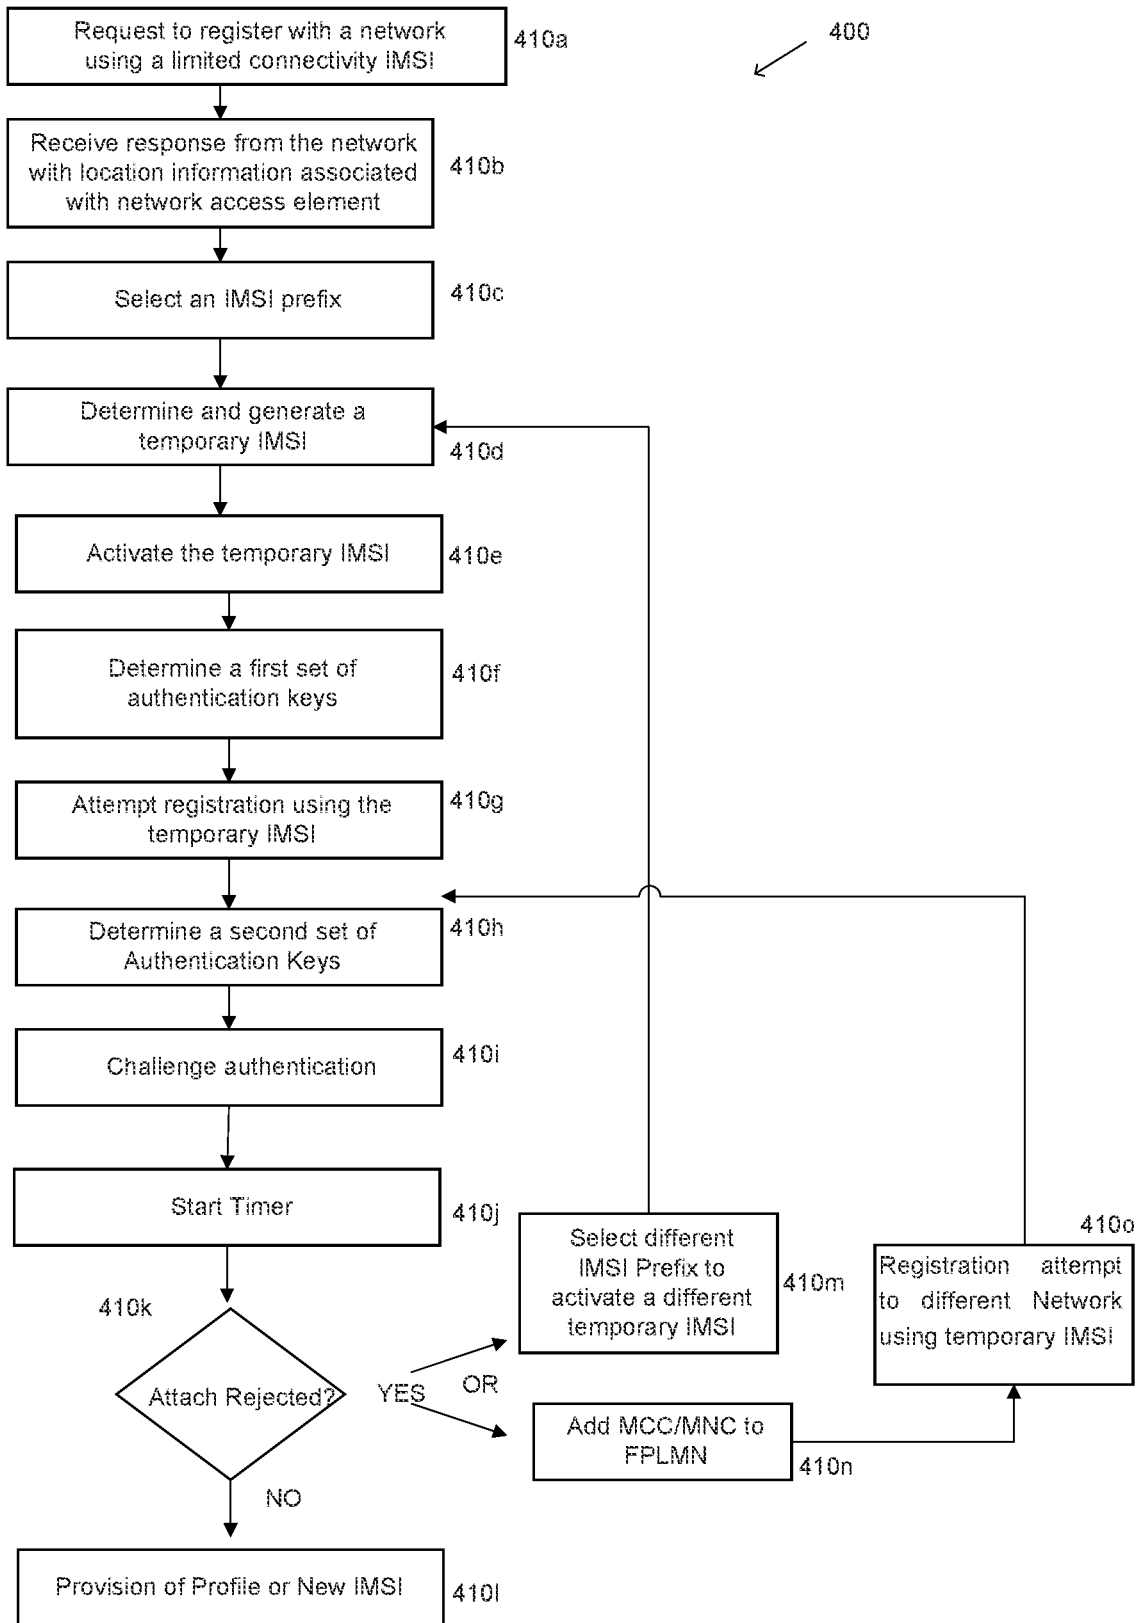 Request to register with a network
using a limited connectivity IMSI
410a
400
Receive response from the network
with location information associated
with network access element
410b
Select an IMSI prefix
410c
Determine and generate a
temporary IMSI
410d
Activate the temporary IMSI
410e
Determine a first set of
authentication keys
410f
Attempt registration using the
temporary IMSI
410g
Determine a second set of
Authentication Keys
410h
Challenge authentication
410i
Start Timer
410j
410k
Attach Rejected?
YES
OR
NO
Select different
IMSI Prefix to
activate a different
temporary IMSI
410m
Add MCC/MNC to
FPLMN
410n
410o
Registration attempt
to different Network
using temporary IMSI
Provision of Profile or New IMSI
410l